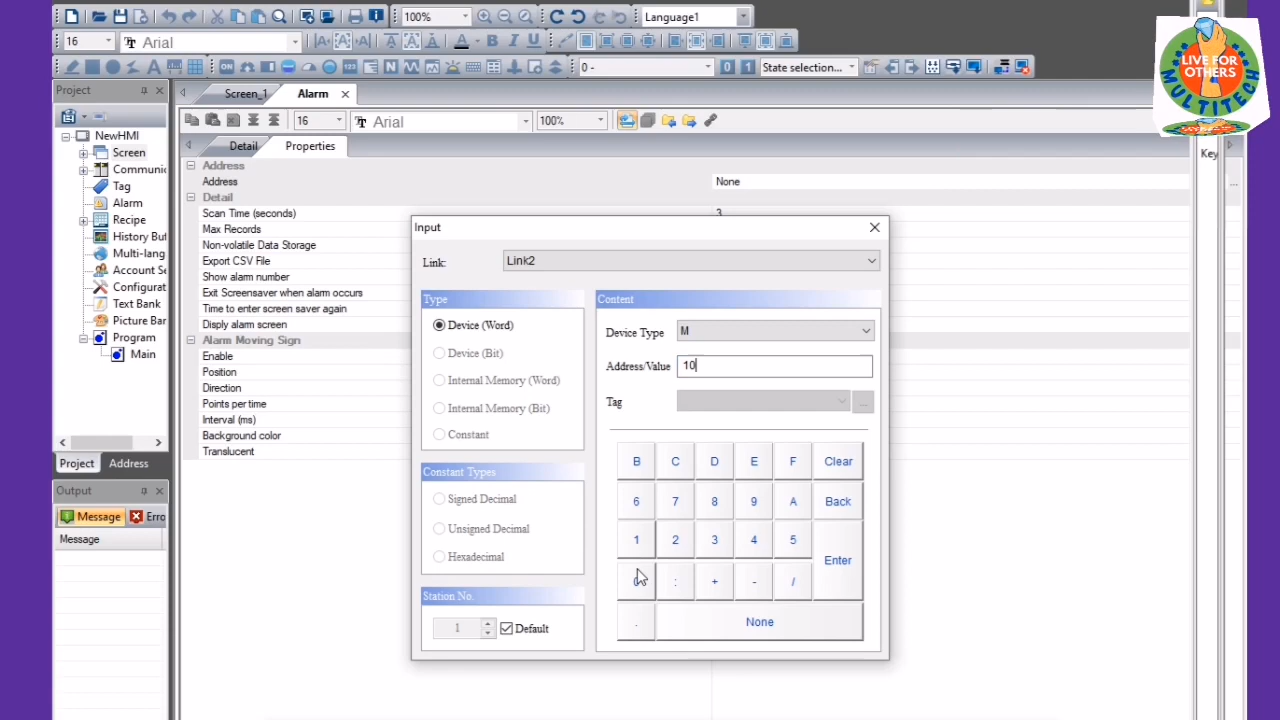 100%
Language1
16
Arial
0 -
State selection...
Project
Screen_1
Alarm
16
Arial
100%
NewHMI
Screen
Communic
Tag
Alarm
Recipe
History Buf
Multi-lang
Account Se
Configurat
Text Bank
Picture Ban
Program
Main
Project
Address
Output
Message
Erro
Message
Detail
Properties
Address
Address
None
Detail
Scan Time (seconds)
3
Max Records
Non-volatile Data Storage
Export CSV File
Show alarm number
Exit Screensaver when alarm occurs
Time to enter screen saver again
Disply alarm screen
Alarm Moving Sign
Enable
Position
Direction
Points per time
Interval (ms)
Background color
Translucent
Input
Link:
Link2
Type
Device (Word)
Device (Bit)
Internal Memory (Word)
Internal Memory (Bit)
Constant
Constant Types
Signed Decimal
Unsigned Decimal
Hexadecimal
Station No.
1
Default
Content
Device Type
M
Address/Value
10
Tag
...
B C D E F Clear
6 7 8 9 A Back
1 2 3 4 5
Enter
0 : + - /
. None
Key
...
LIVE FOR
OTHERS
MULTITECH